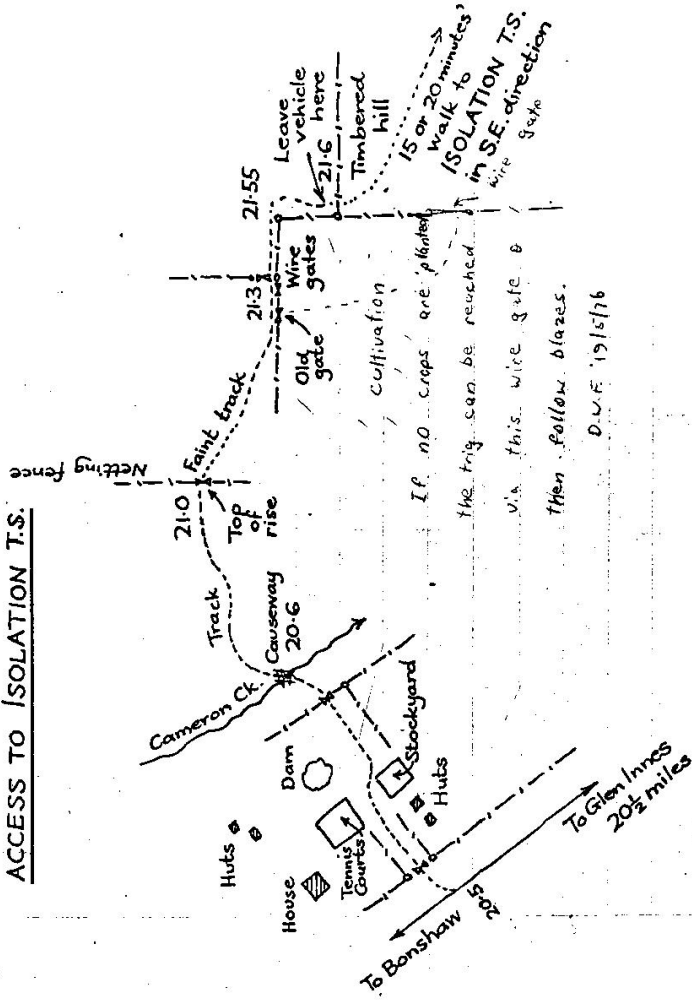 ACCESS TO ISOLATION T.S.
Netting fence
21.0
Top
of
rise
Faint track
21.3
Wire
gates
Old
gate
21.55
Leave
vehicle
here
21.6
Timbered
hill
15 or 20 minutes'
walk to
ISOLATION T.S.
in S.E. direction
wire gate
Track
Cameron Ck.
Causeway
20.6
cultivation
If no crops are planted
the trig can be reached
via this wire gate &
then follow blazes.
D.W.F. 19/5/76
Huts
House
Dam
Tennis
Courts
Stockyard
Huts
To Bonshaw
20.5
To Glen Innes
20½ miles